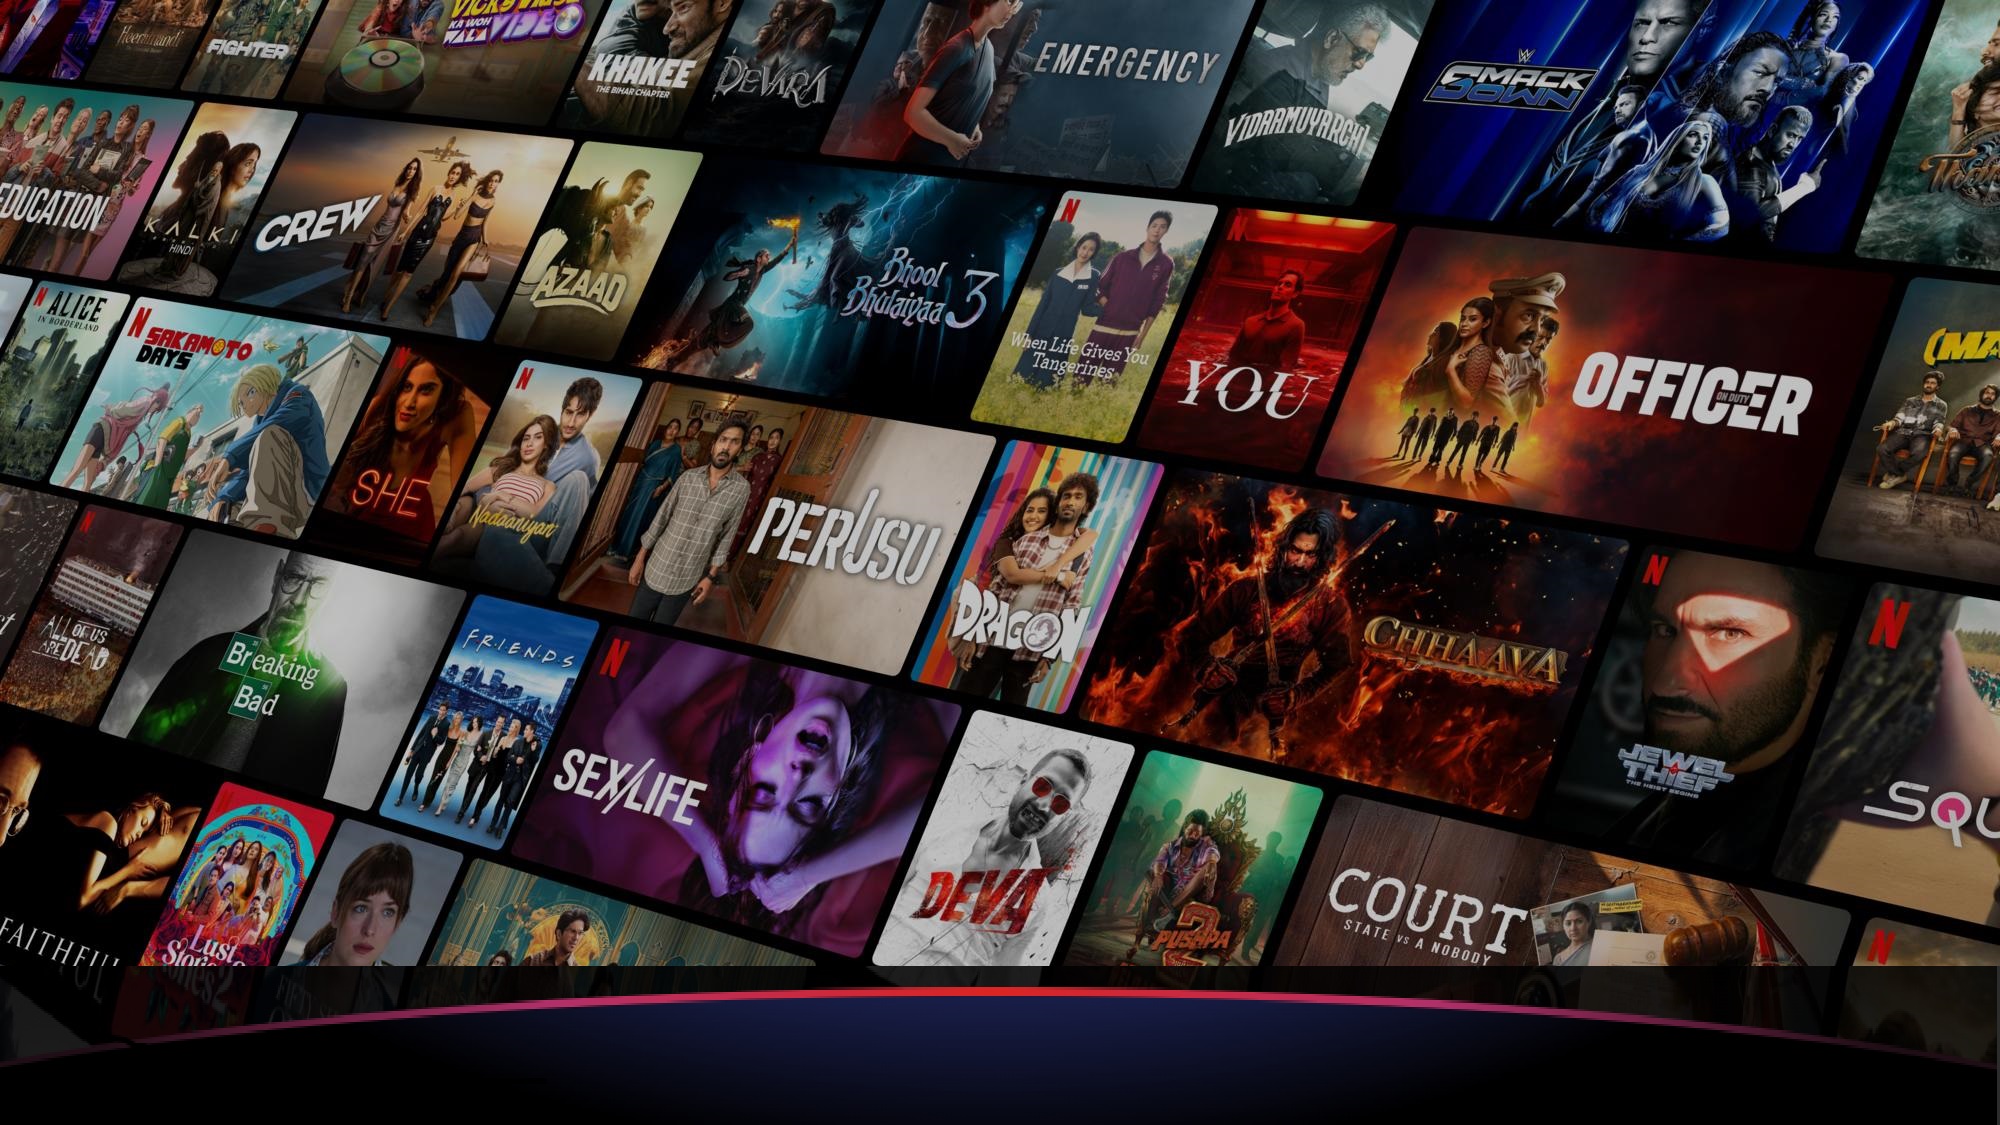 Heeramandi
FIGHTER
VICKY VIDYA
KA WOH
WALA VIDEO
KHAKEE
THE BIHAR CHAPTER
DEVARA
EMERGENCY
VIDAAMUYARCHI
W
SMACK
DOWN
EDUCATION
KALKI
HINDI
CREW
AZAAD
Bhool
Bhulaiyaa 3
N
When Life Gives You
Tangerines
N
YOU
OFFICER
ON DUTY
(MA
N
ALICE
IN BORDERLAND
N
SAKAMOTO
DAYS
N
SHE
N
Nadaaniyan
PERUSU
DRAGON
CHHAAVA
N
JEWEL
THIEF
THE HEIST BEGINS
N
SQU
N
ALL OF US
ARE DEAD
Breaking
Bad
F·R·I·E·N·D·S
N
SEX/LIFE
DEVA
PUSHPA
2
COURT
STATE vs A NOBODY
N
FAITHFUL
Lust
Stories 2